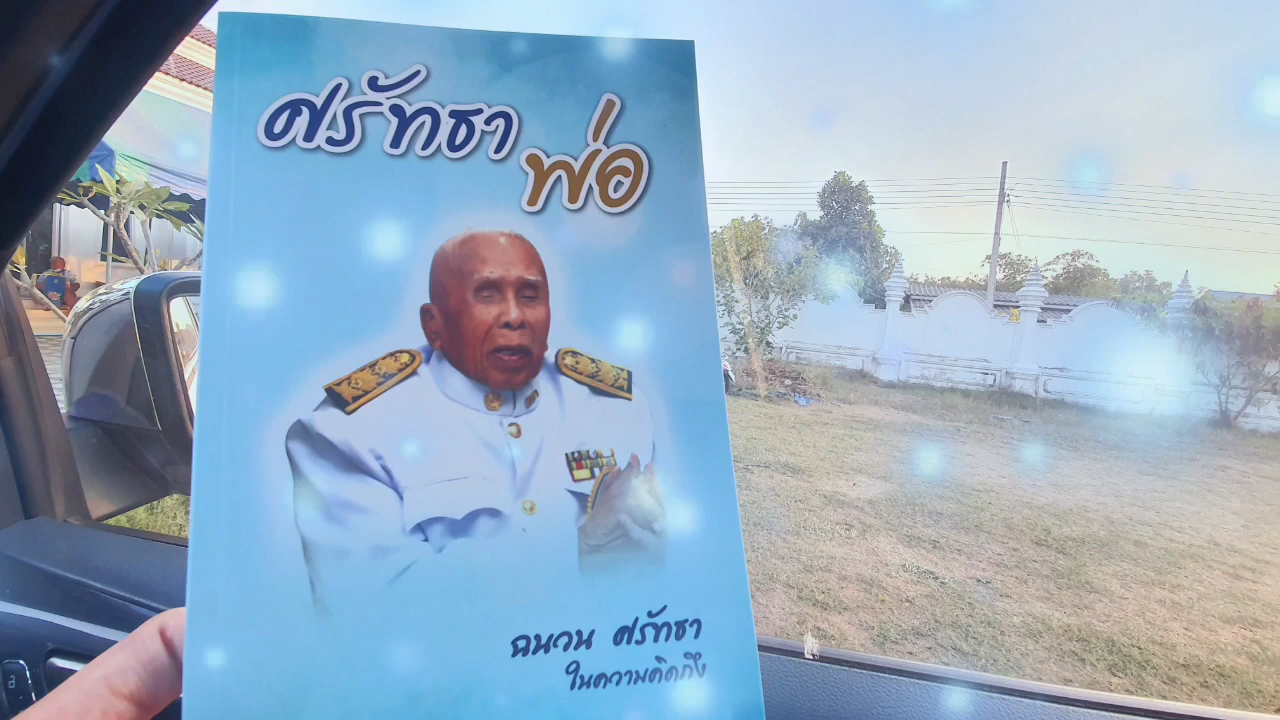 ศรัทธา
พ่อ
ฉนวน ศรัทธา
ในความคิดถึง